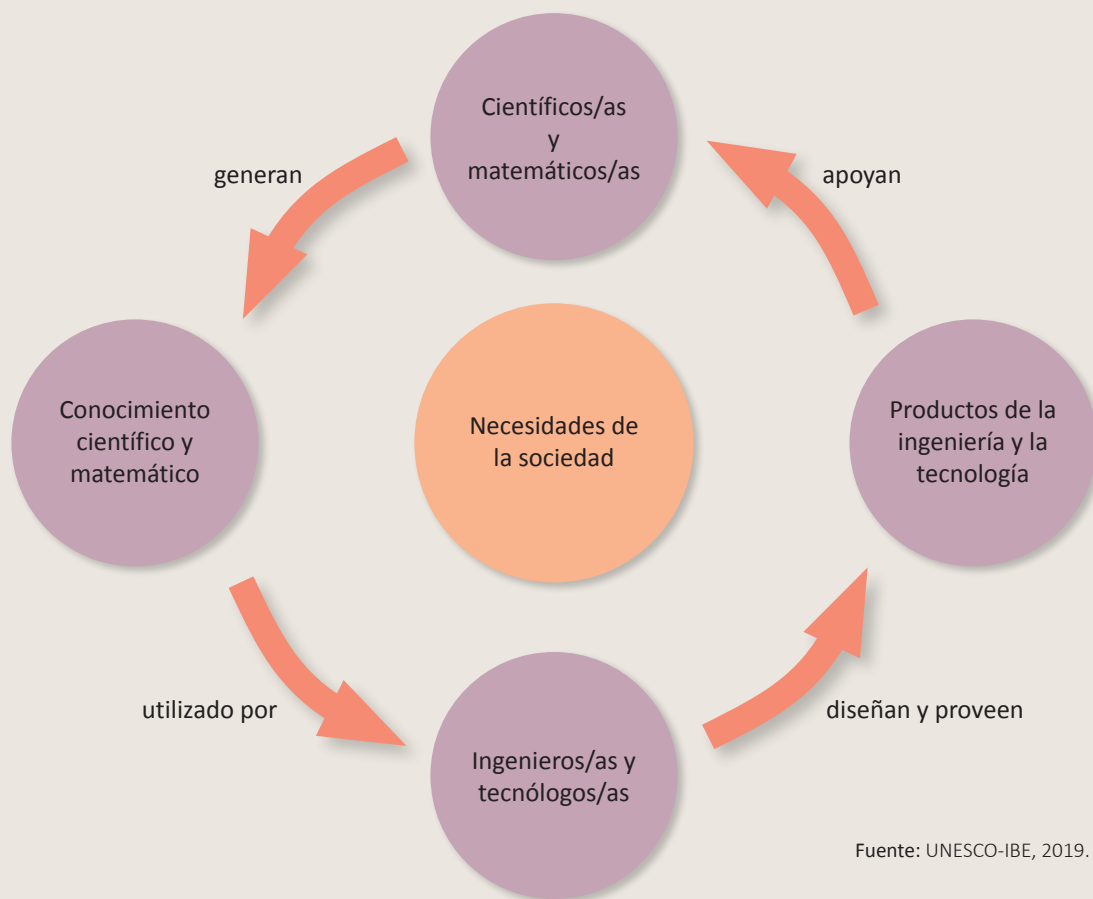 Científicos/as
y
matemáticos/as
generan
apoyan
Conocimiento
científico y
matemático
Necesidades de
la sociedad
Productos de la
ingeniería y la
tecnología
utilizado por
diseñan y proveen
Ingenieros/as y
tecnólogos/as
Fuente: UNESCO-IBE, 2019.